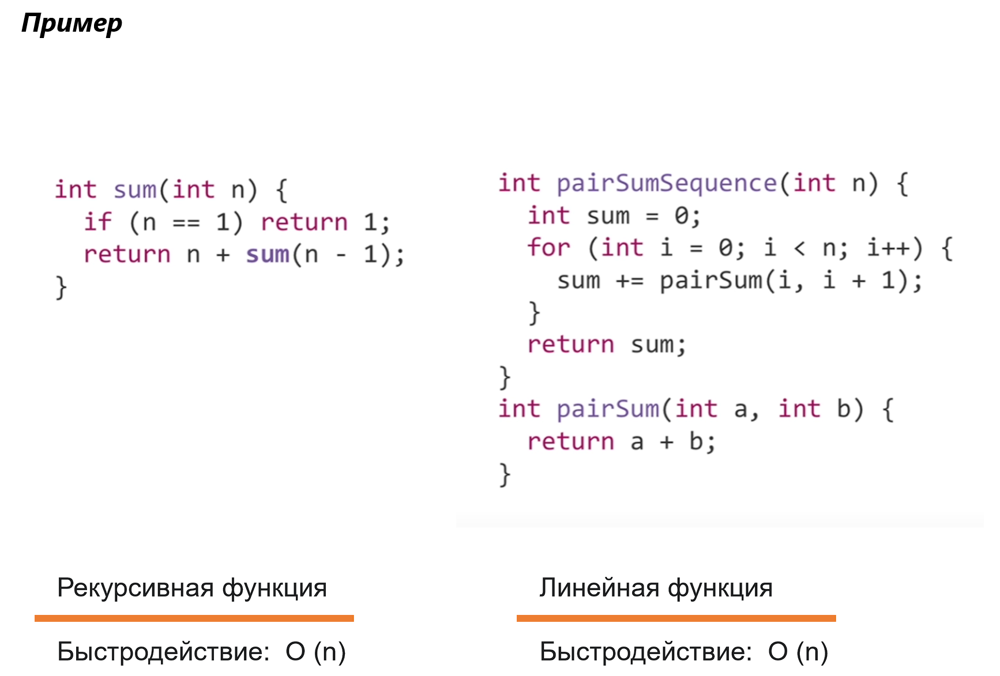 Пример
int sum(int n) {
  if (n == 1) return 1;
  return n + sum(n - 1);
}
int pairSumSequence(int n) {
  int sum = 0;
  for (int i = 0; i < n; i++) {
    sum += pairSum(i, i + 1);
  }
  return sum;
}
int pairSum(int a, int b) {
  return a + b;
}
Рекурсивная функция
Быстродействие:  O (n)
Линейная функция
Быстродействие:  O (n)